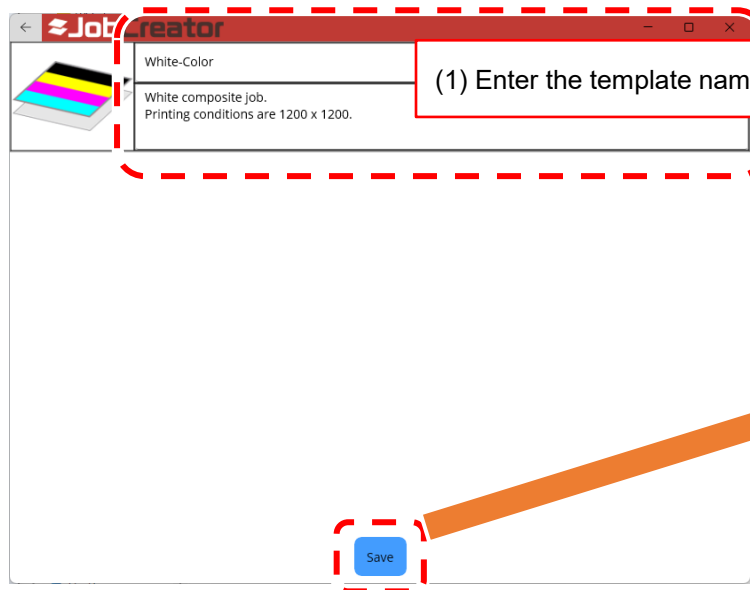 JobCreator
White-Color
(1) Enter the template nam
White composite job.
Printing conditions are 1200 x 1200.
Save